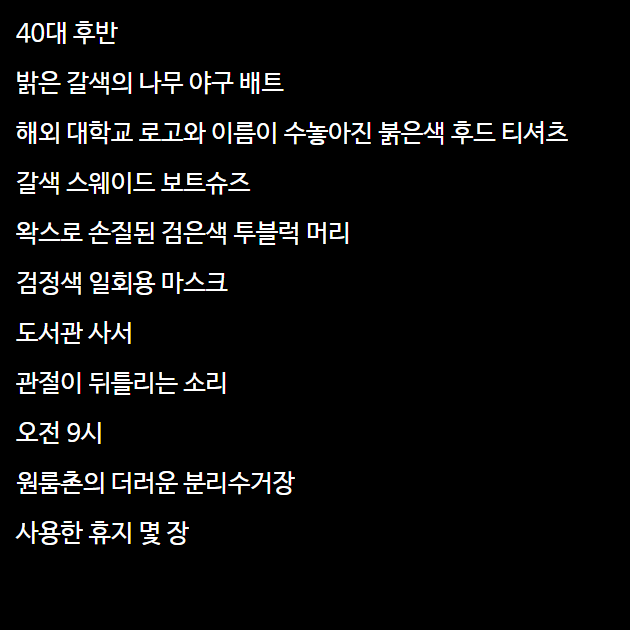 40대 후반
밝은 갈색의 나무 야구 배트
해외 대학교 로고와 이름이 수놓아진 붉은색 후드 티셔츠
갈색 스웨이드 보트슈즈
왁스로 손질된 검은색 투블럭 머리
검정색 일회용 마스크
도서관 사서
관절이 뒤틀리는 소리
오전 9시
원룸촌의 더러운 분리수거장
사용한 휴지 몇 장